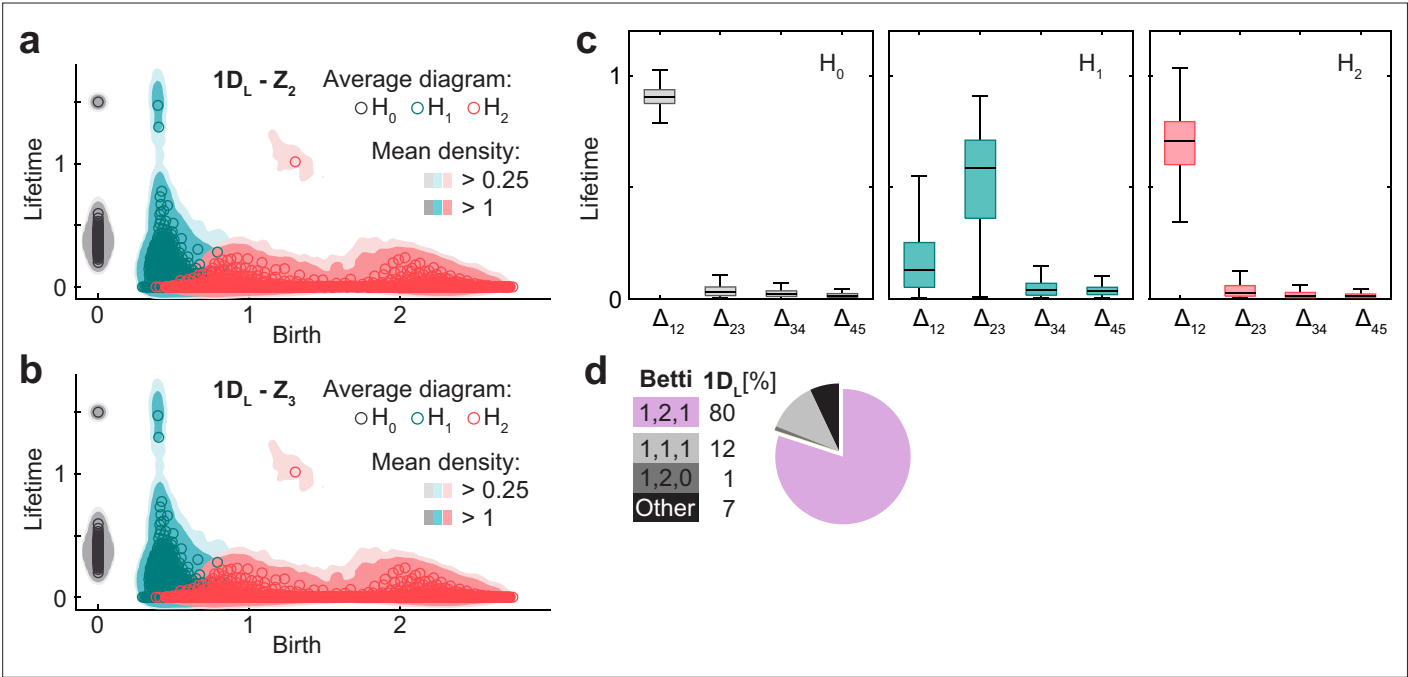 a
1D_L - Z_2
Average diagram:
H_0 H_1 H_2
Mean density:
> 0.25
> 1
Lifetime
1
0
0 1 2
Birth
b
1D_L - Z_3
Average diagram:
H_0 H_1 H_2
Mean density:
> 0.25
> 1
Lifetime
1
0
0 1 2
Birth
c
Lifetime
1
0
H_0
Δ_12 Δ_23 Δ_34 Δ_45
H_1
Δ_12 Δ_23 Δ_34 Δ_45
H_2
Δ_12 Δ_23 Δ_34 Δ_45
d
Betti 1D_L[%]
1,2,1 80
1,1,1 12
1,2,0 1
Other 7